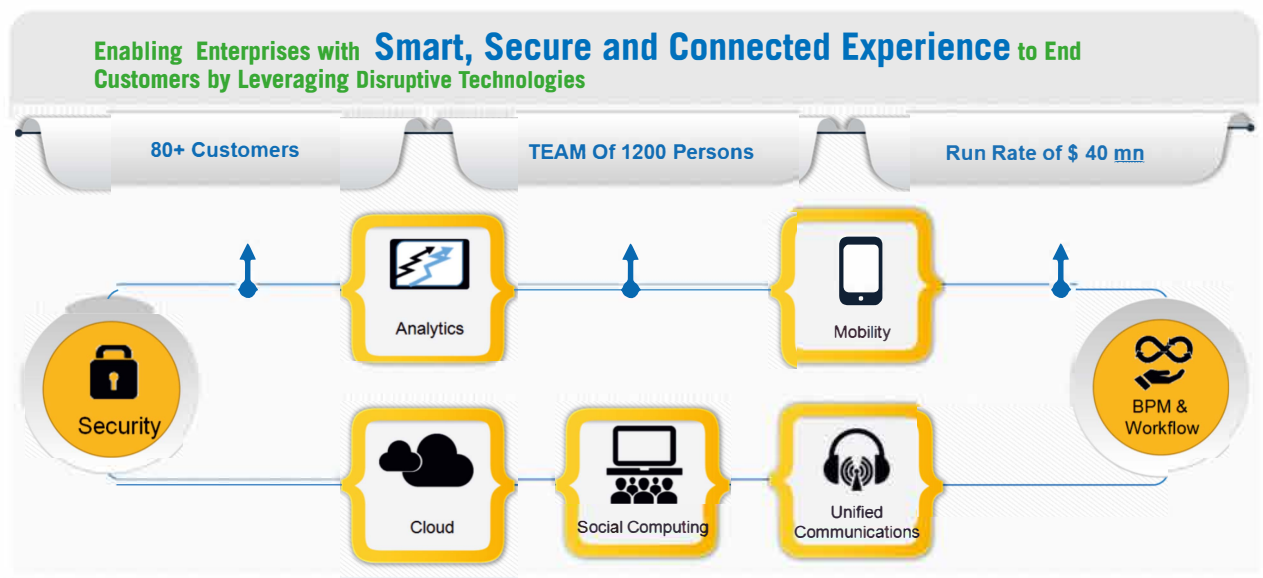 Enabling Enterprises with Smart, Secure and Connected Experience to End
Customers by Leveraging Disruptive Technologies
80+ Customers
TEAM Of 1200 Persons
Run Rate of $ 40 mn
Analytics
Mobility
Security
BPM &
Workflow
Cloud
Social Computing
Unified
Communications